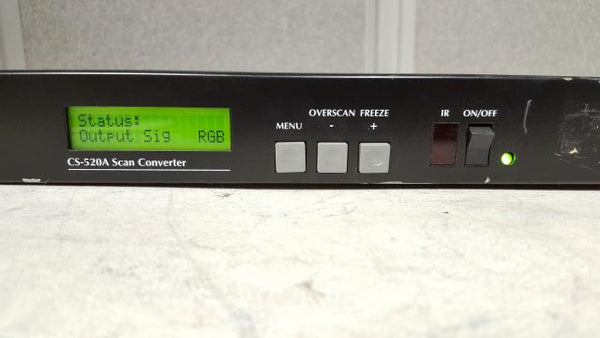 Status:
Output Sig RGB
CS-520A Scan Converter
MENU
OVERSCAN
-
FREEZE
+
IR
ON/OFF